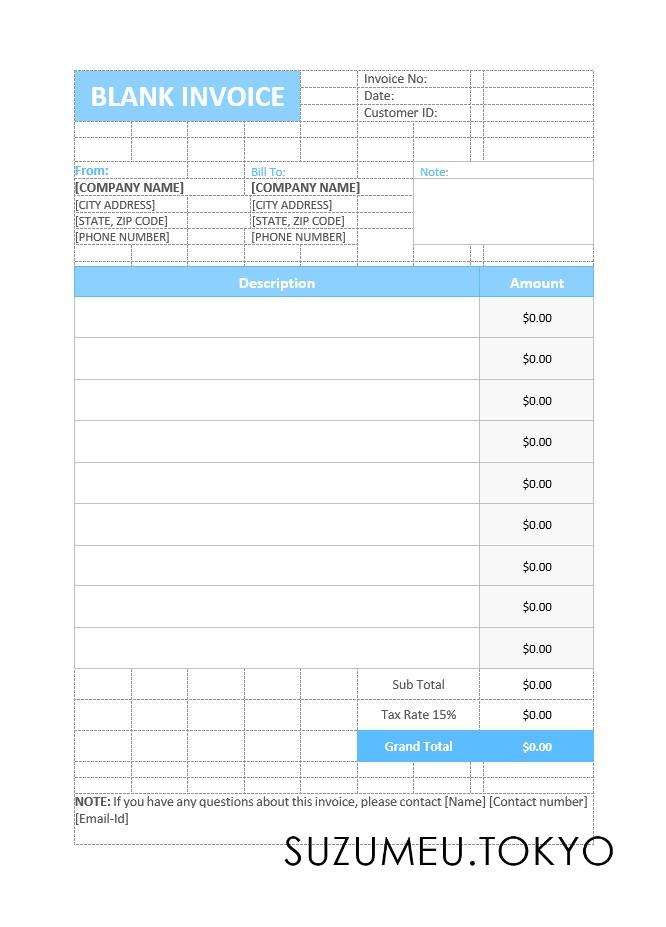 BLANK INVOICE
Invoice No:
Date:
Customer ID:
From:
Bill To:
Note:
[COMPANY NAME]
[COMPANY NAME]
[CITY ADDRESS]
[CITY ADDRESS]
[STATE, ZIP CODE]
[STATE, ZIP CODE]
[PHONE NUMBER]
[PHONE NUMBER]
Description Amount
$0.00
$0.00
$0.00
$0.00
$0.00
$0.00
$0.00
$0.00
$0.00
Sub Total $0.00
Tax Rate 15% $0.00
Grand Total $0.00
NOTE: If you have any questions about this invoice, please contact [Name] [Contact number]
[Email-Id]
SUZUMEU.TOKYO